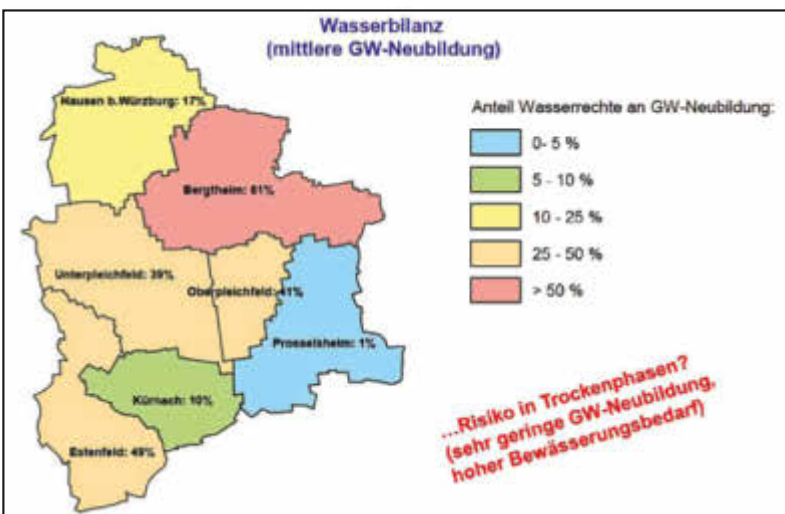 Wasserbilanz
(mittlere GW-Neubildung)
Hausen b.Würzburg: 17%
Bergtheim: 61%
Unterpleichfeld: 39%
Oberpleichfeld: 41%
Prosselsheim: 1%
Kürnach: 10%
Estenfeld: 49%
Anteil Wasserrechte an GW-Neubildung:
0- 5 %
5 - 10 %
10 - 25 %
25 - 50 %
> 50 %
...Risiko in Trockenphasen?
(sehr geringe GW-Neubildung,
hoher Bewässerungsbedarf)